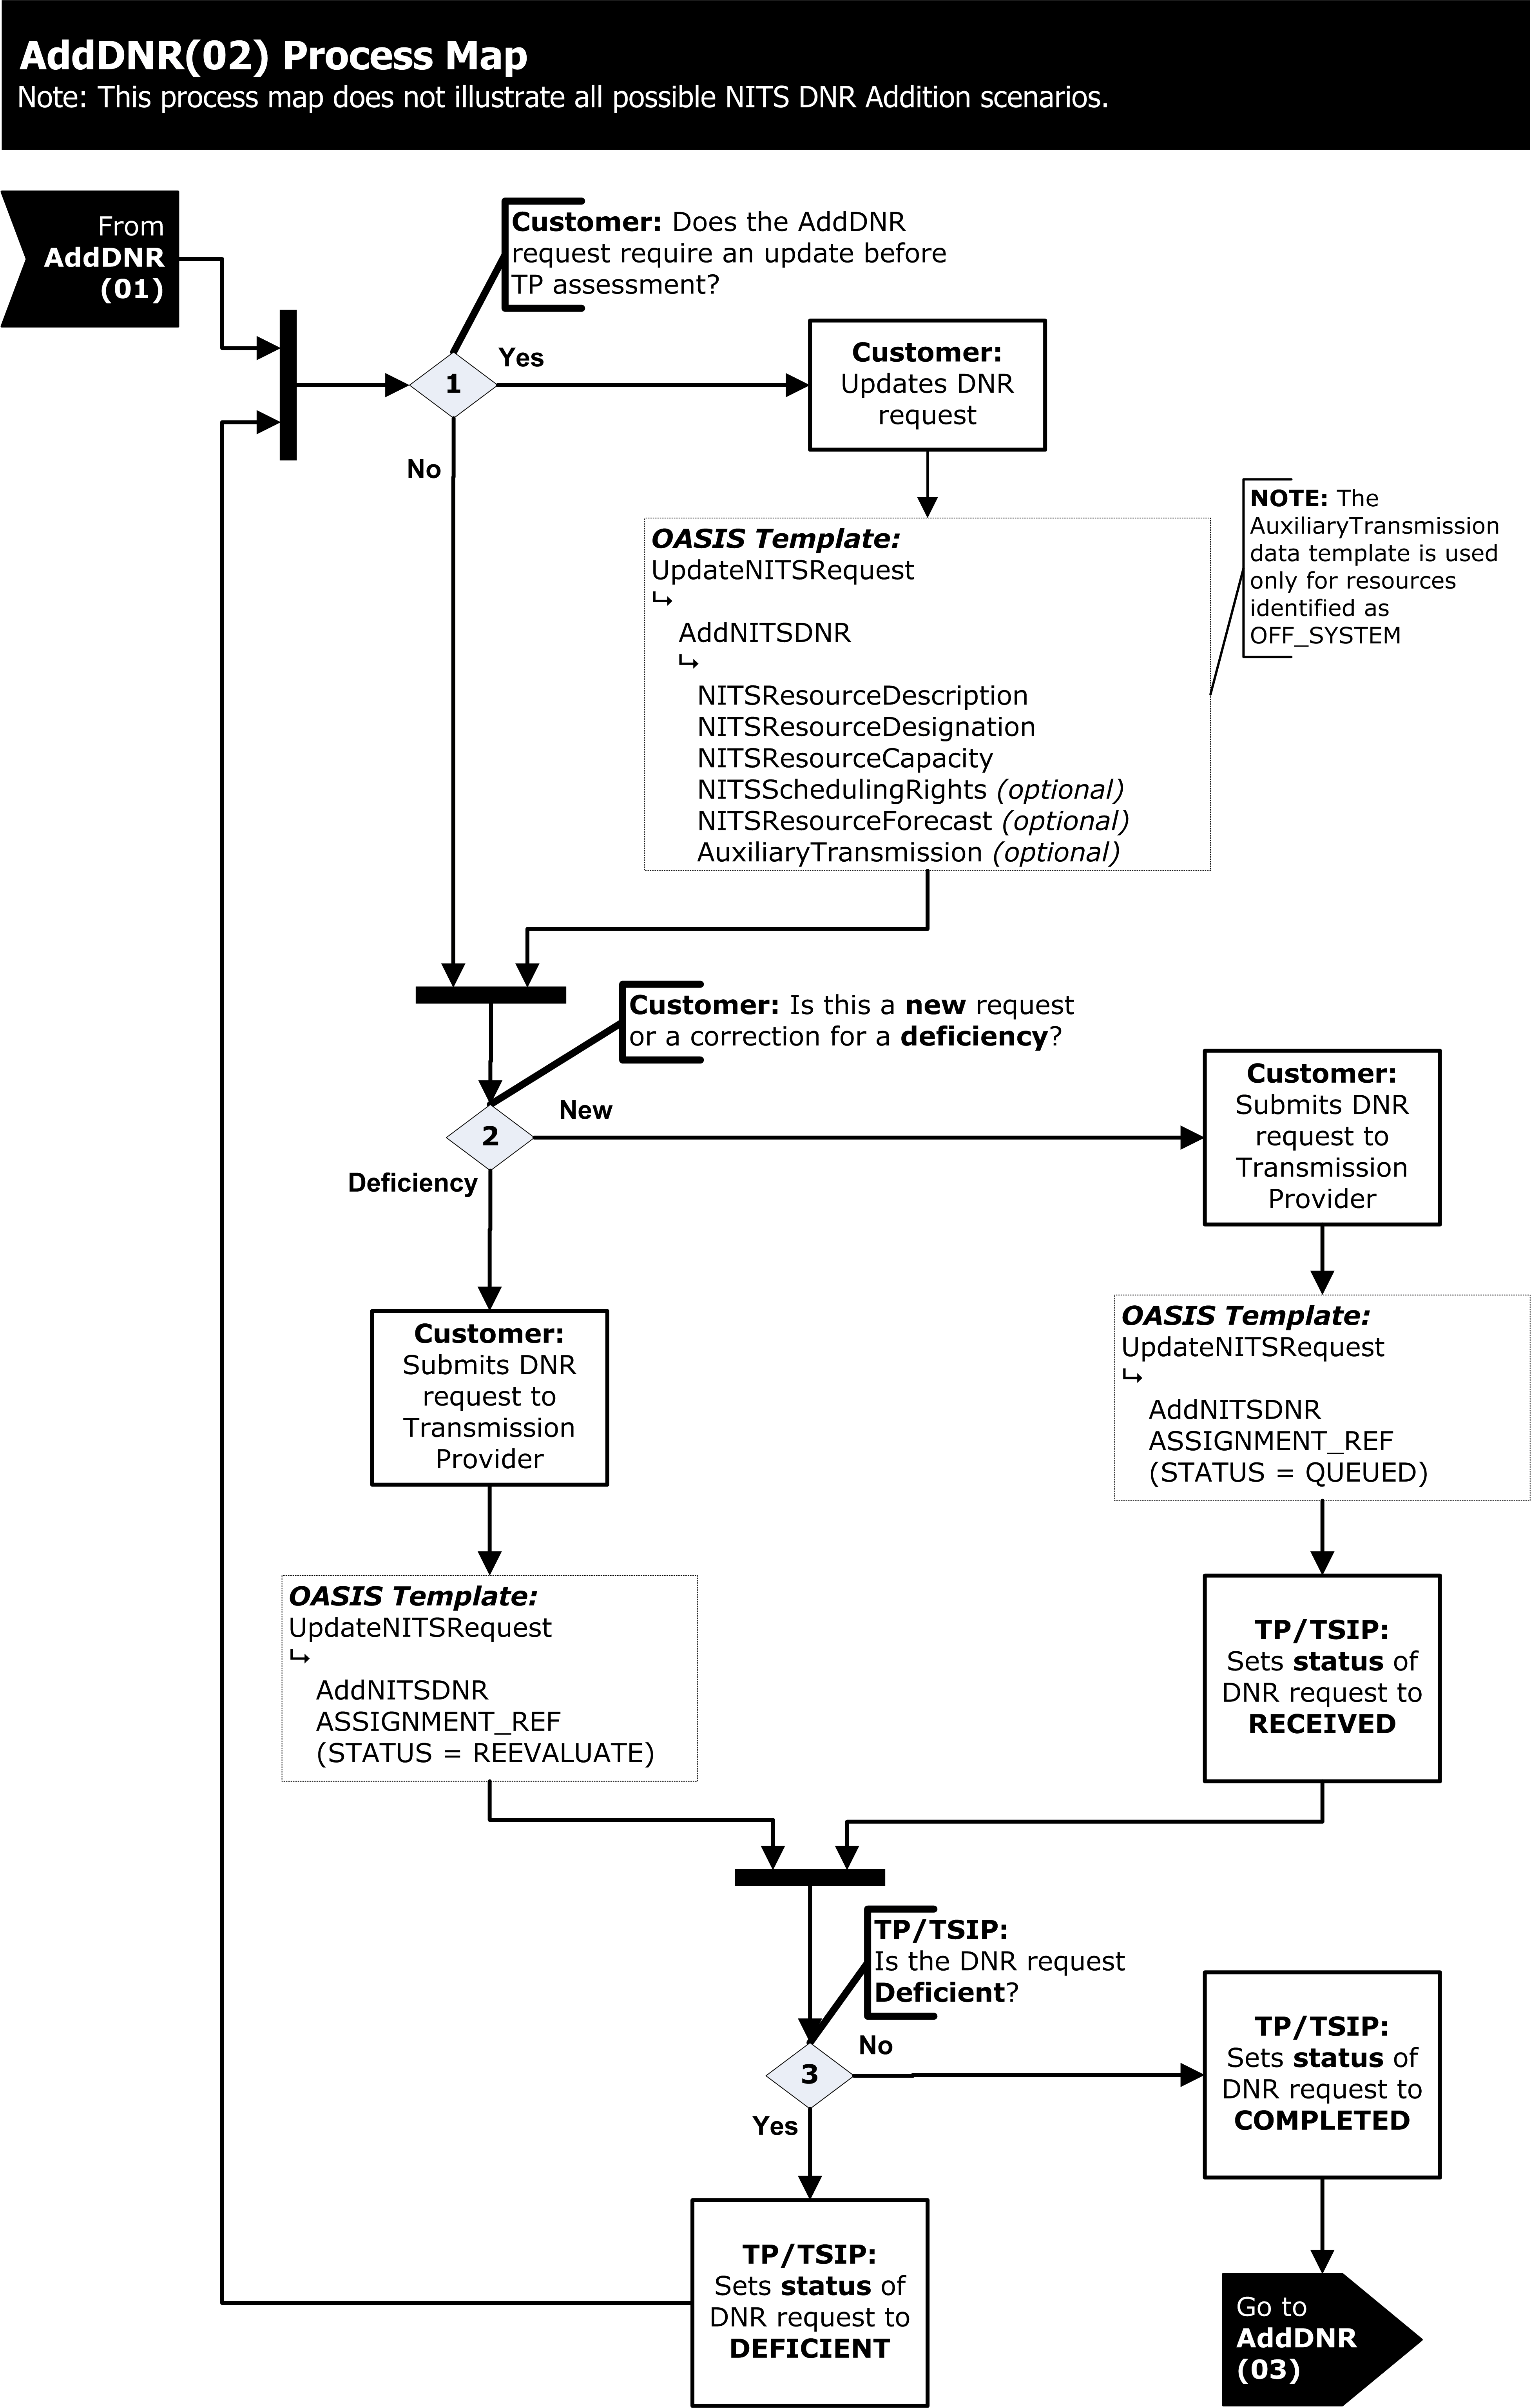 AddDNR(02) Process Map
Note: This process map does not illustrate all possible NITS DNR Addition scenarios.
From
AddDNR
(01)
Customer: Does the AddDNR
request require an update before
TP assessment?
1
Yes
No
Customer:
Updates DNR
request
OASIS Template:
UpdateNITSRequest
↳
AddNITSDNR
↳
NITSResourceDescription
NITSResourceDesignation
NITSResourceCapacity
NITSSchedulingRights (optional)
NITSResourceForecast (optional)
AuxiliaryTransmission (optional)
NOTE: The
AuxiliaryTransmission
data template is used
only for resources
identified as
OFF_SYSTEM
Customer: Is this a new request
or a correction for a deficiency?
2
New
Deficiency
Customer:
Submits DNR
request to
Transmission
Provider
OASIS Template:
UpdateNITSRequest
↳
AddNITSDNR
ASSIGNMENT_REF
(STATUS = QUEUED)
Customer:
Submits DNR
request to
Transmission
Provider
OASIS Template:
UpdateNITSRequest
↳
AddNITSDNR
ASSIGNMENT_REF
(STATUS = REEVALUATE)
TP/TSIP:
Sets status of
DNR request to
RECEIVED
TP/TSIP:
Is the DNR request
Deficient?
3
No
Yes
TP/TSIP:
Sets status of
DNR request to
COMPLETED
TP/TSIP:
Sets status of
DNR request to
DEFICIENT
Go to
AddDNR
(03)